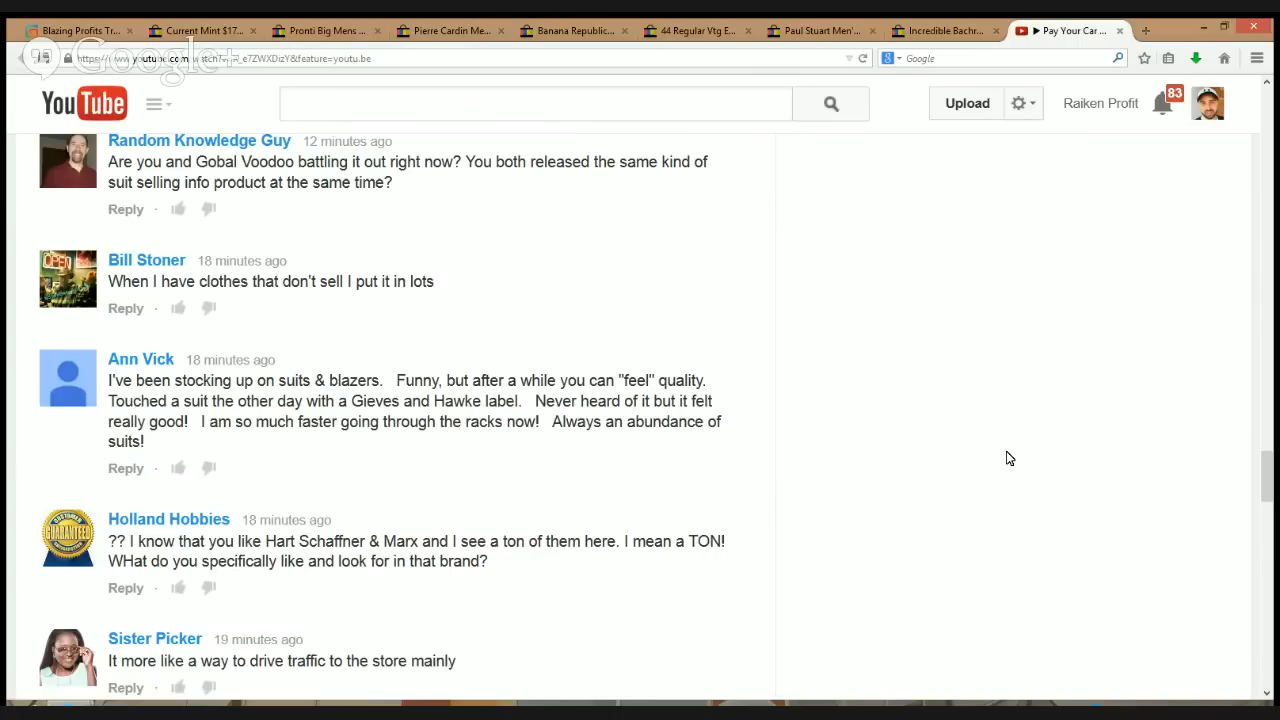 Blazing Profits Tr...
Current Mint $17...
Pronti Big Mens ...
Pierre Cardin Me...
Banana Republic...
44 Regular Vtg E...
Paul Stuart Men'...
Incredible Bachr...
▶ Pay Your Car ...
Google+
youtube.com
&feature=youtu.be
Google
YouTube
Upload
Raiken Profit
83
Random Knowledge Guy 12 minutes ago
Are you and Gobal Voodoo battling it out right now? You both released the same kind of
suit selling info product at the same time?
Reply ·
OPEN
Bill Stoner 18 minutes ago
When I have clothes that don't sell I put it in lots
Reply ·
Ann Vick 18 minutes ago
I've been stocking up on suits & blazers. Funny, but after a while you can "feel" quality.
Touched a suit the other day with a Gieves and Hawke label. Never heard of it but it felt
really good! I am so much faster going through the racks now! Always an abundance of
suits!
Reply ·
GUARANTEED
Holland Hobbies 18 minutes ago
?? I know that you like Hart Schaffner & Marx and I see a ton of them here. I mean a TON!
WHat do you specifically like and look for in that brand?
Reply ·
Sister Picker 19 minutes ago
It more like a way to drive traffic to the store mainly
Reply ·